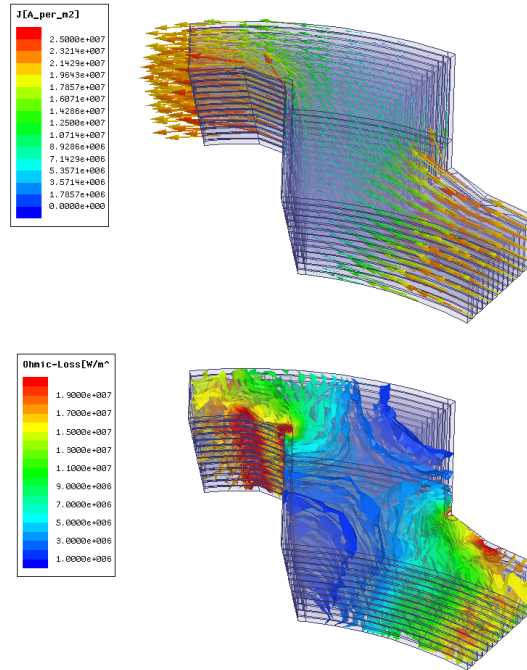 J[A_per_m2]
2.5000e+007
2.3214e+007
2.1429e+007
1.9643e+007
1.7857e+007
1.6071e+007
1.4286e+007
1.2500e+007
1.0714e+007
8.9286e+006
7.1429e+006
5.3571e+006
3.5714e+006
1.7857e+006
0.0000e+000
Ohmic-Loss[W/m^
1.9000e+007
1.7000e+007
1.5000e+007
1.3000e+007
1.1000e+007
9.0000e+006
7.0000e+006
5.0000e+006
3.0000e+006
1.0000e+006